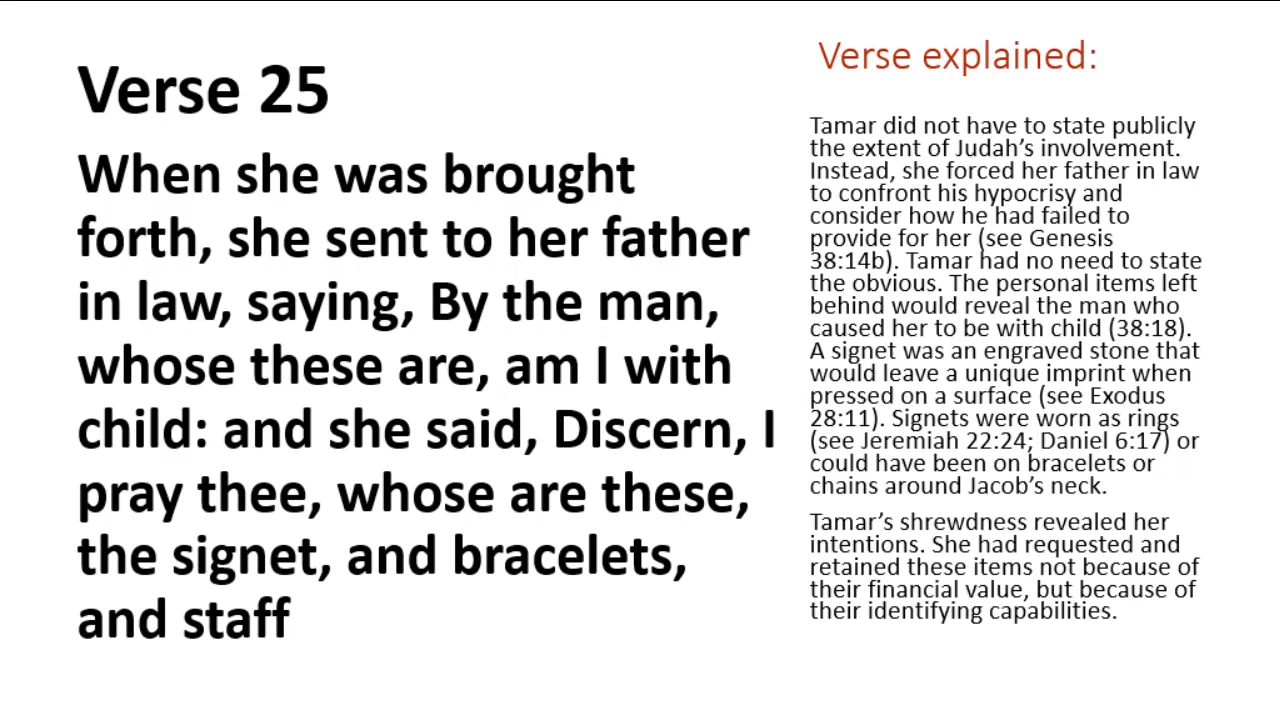 Verse 25
When she was brought
forth, she sent to her father
in law, saying, By the man,
whose these are, am I with
child: and she said, Discern, I
pray thee, whose are these,
the signet, and bracelets,
and staff
Verse explained:
Tamar did not have to state publicly
the extent of Judah’s involvement.
Instead, she forced her father in law
to confront his hypocrisy and
consider how he had failed to
provide for her (see Genesis
38:14b). Tamar had no need to state
the obvious. The personal items left
behind would reveal the man who
caused her to be with child (38:18).
A signet was an engraved stone that
would leave a unique imprint when
pressed on a surface (see Exodus
28:11). Signets were worn as rings
(see Jeremiah 22:24; Daniel 6:17) or
could have been on bracelets or
chains around Jacob’s neck.
Tamar’s shrewdness revealed her
intentions. She had requested and
retained these items not because of
their financial value, but because of
their identifying capabilities.